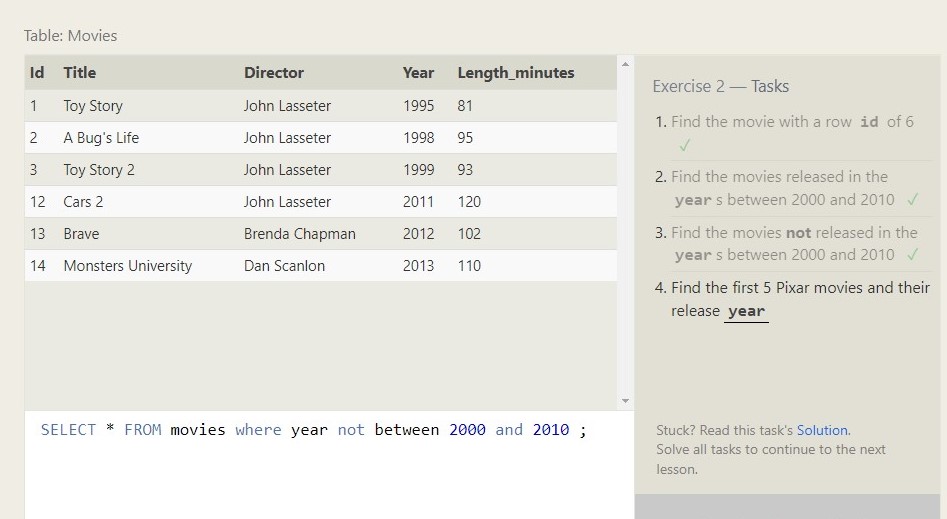 Table: Movies
Id Title Director Year Length_minutes
1 Toy Story John Lasseter 1995 81
2 A Bug's Life John Lasseter 1998 95
3 Toy Story 2 John Lasseter 1999 93
12 Cars 2 John Lasseter 2011 120
13 Brave Brenda Chapman 2012 102
14 Monsters University Dan Scanlon 2013 110
SELECT * FROM movies where year not between 2000 and 2010 ;
Exercise 2 — Tasks
1. Find the movie with a row id of 6
✓
2. Find the movies released in the
year s between 2000 and 2010 ✓
3. Find the movies not released in the
year s between 2000 and 2010 ✓
4. Find the first 5 Pixar movies and their
release year
Stuck? Read this task's Solution.
Solve all tasks to continue to the next
lesson.